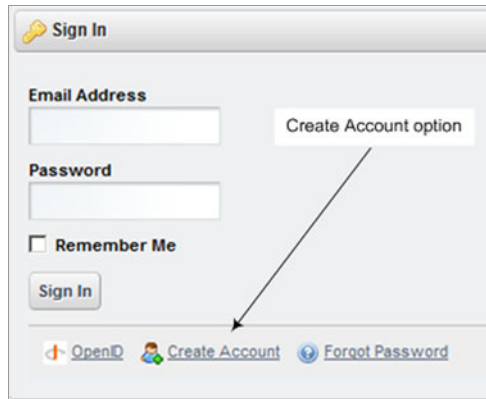 Sign In
Email Address
Create Account option
Password
Remember Me
Sign In
OpenID Create Account Forgot Password